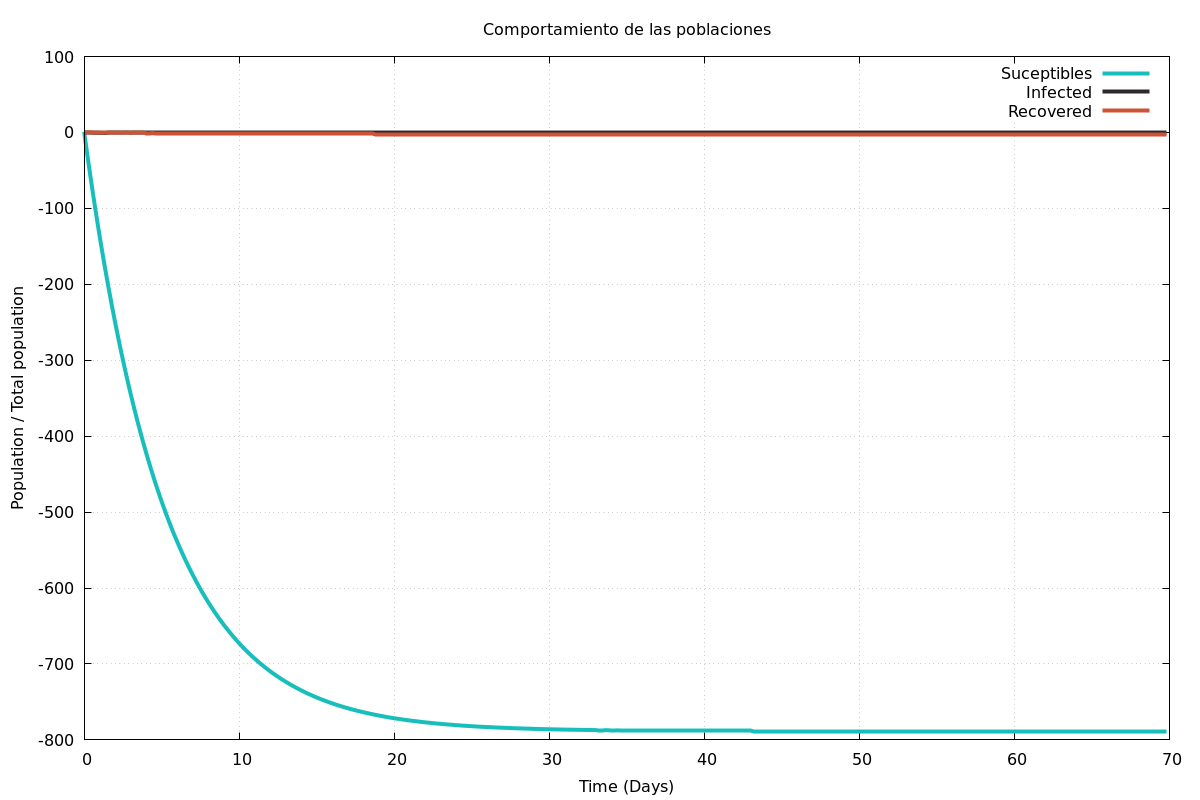 Comportamiento de las poblaciones
100
0
-100
-200
-300
-400
-500
-600
-700
-800
Population / Total population
Suceptibles
Infected
Recovered
0 10 20 30 40 50 60 70
Time (Days)